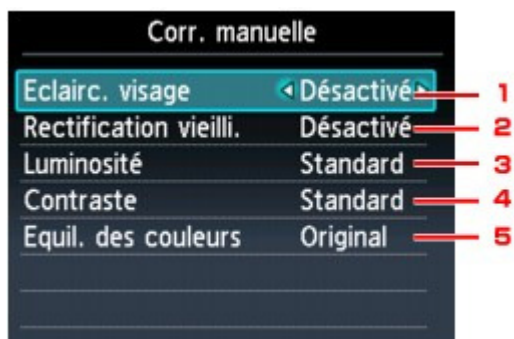 Corr. manuelle
Eclairc. visage Désactivé 1
Rectification vieilli. Désactivé 2
Luminosité Standard 3
Contraste Standard 4
Equil. des couleurs Original 5